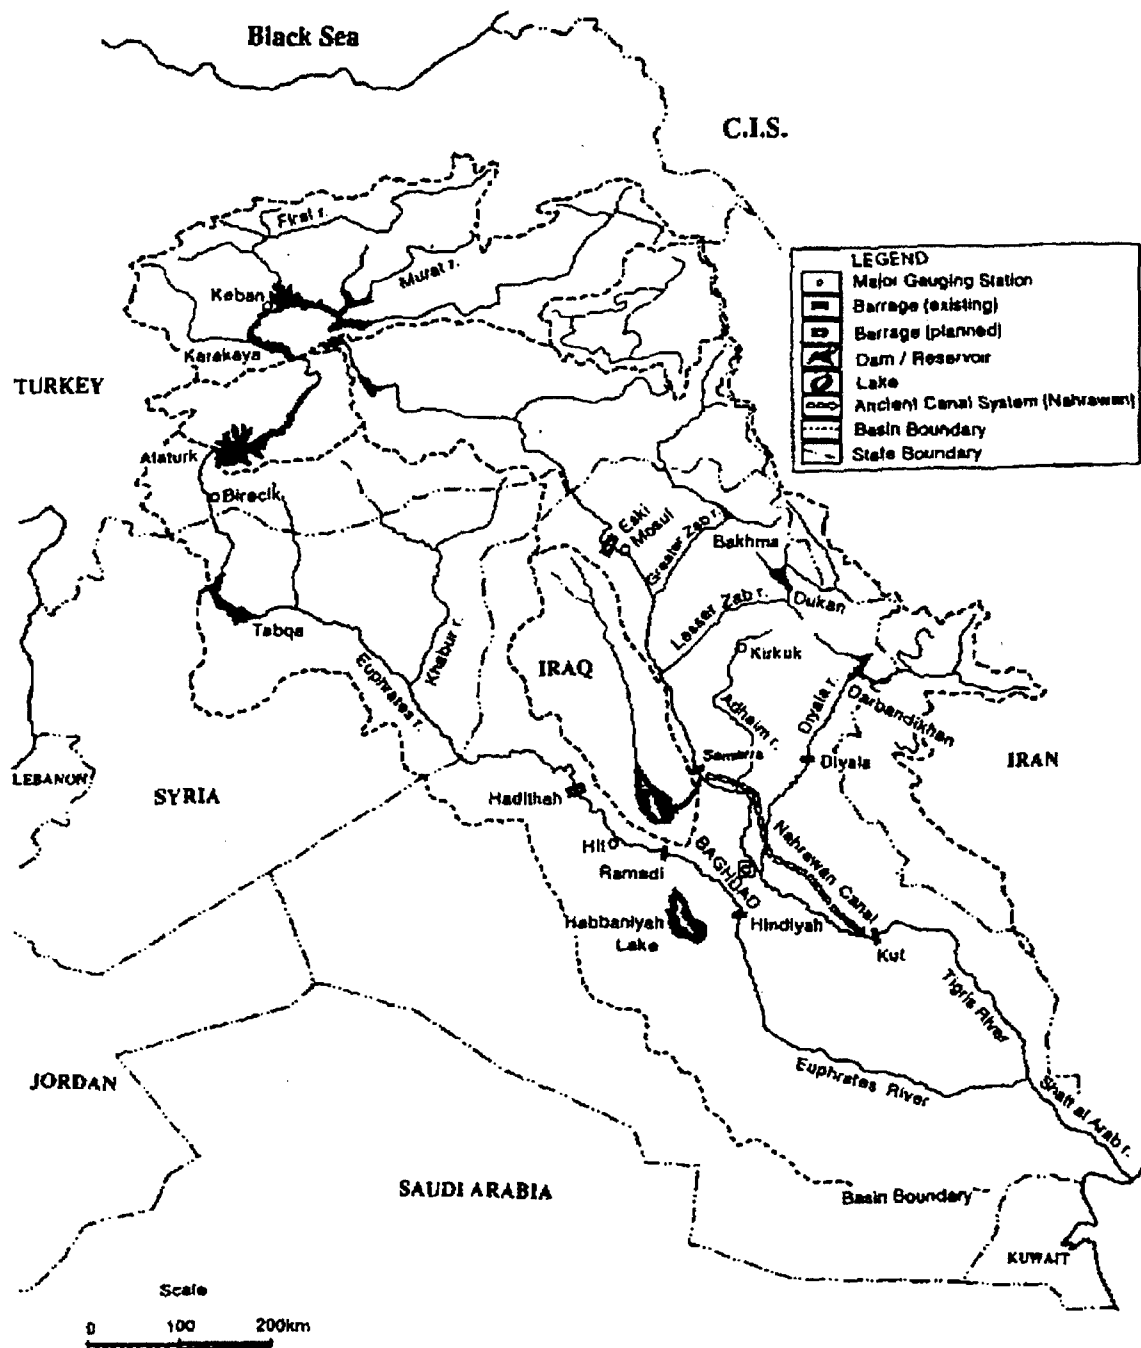 Black Sea
C.I.S.
Firat r.
Murat r.
Keban
Karakaya
TURKEY
Ataturk
Birecik
LEGEND
Major Gauging Station
Barrage (existing)
Barrage (planned)
Dam / Reservoir
Lake
Ancient Canal System (Nahrawan)
Basin Boundary
State Boundary
Eski
Mosul
Greater Zab r.
Bakhma
Dukan
Lesser Zab r.
Kirkuk
Tabqa
Khabur r.
Euphrates r.
IRAQ
Adhaim r.
Diyala r.
Darbandikhan
IRAN
LEBANON
SYRIA
Samarra
Diyala
Hadithah
Hit
Ramadi
BAGHDAD
Nahrawan Canal
Habbaniyah
Lake
Hindiyah
Kut
Tigris River
JORDAN
Euphrates River
Shatt al Arab r.
SAUDI ARABIA
Basin Boundary
KUWAIT
Scale
0 100 200km